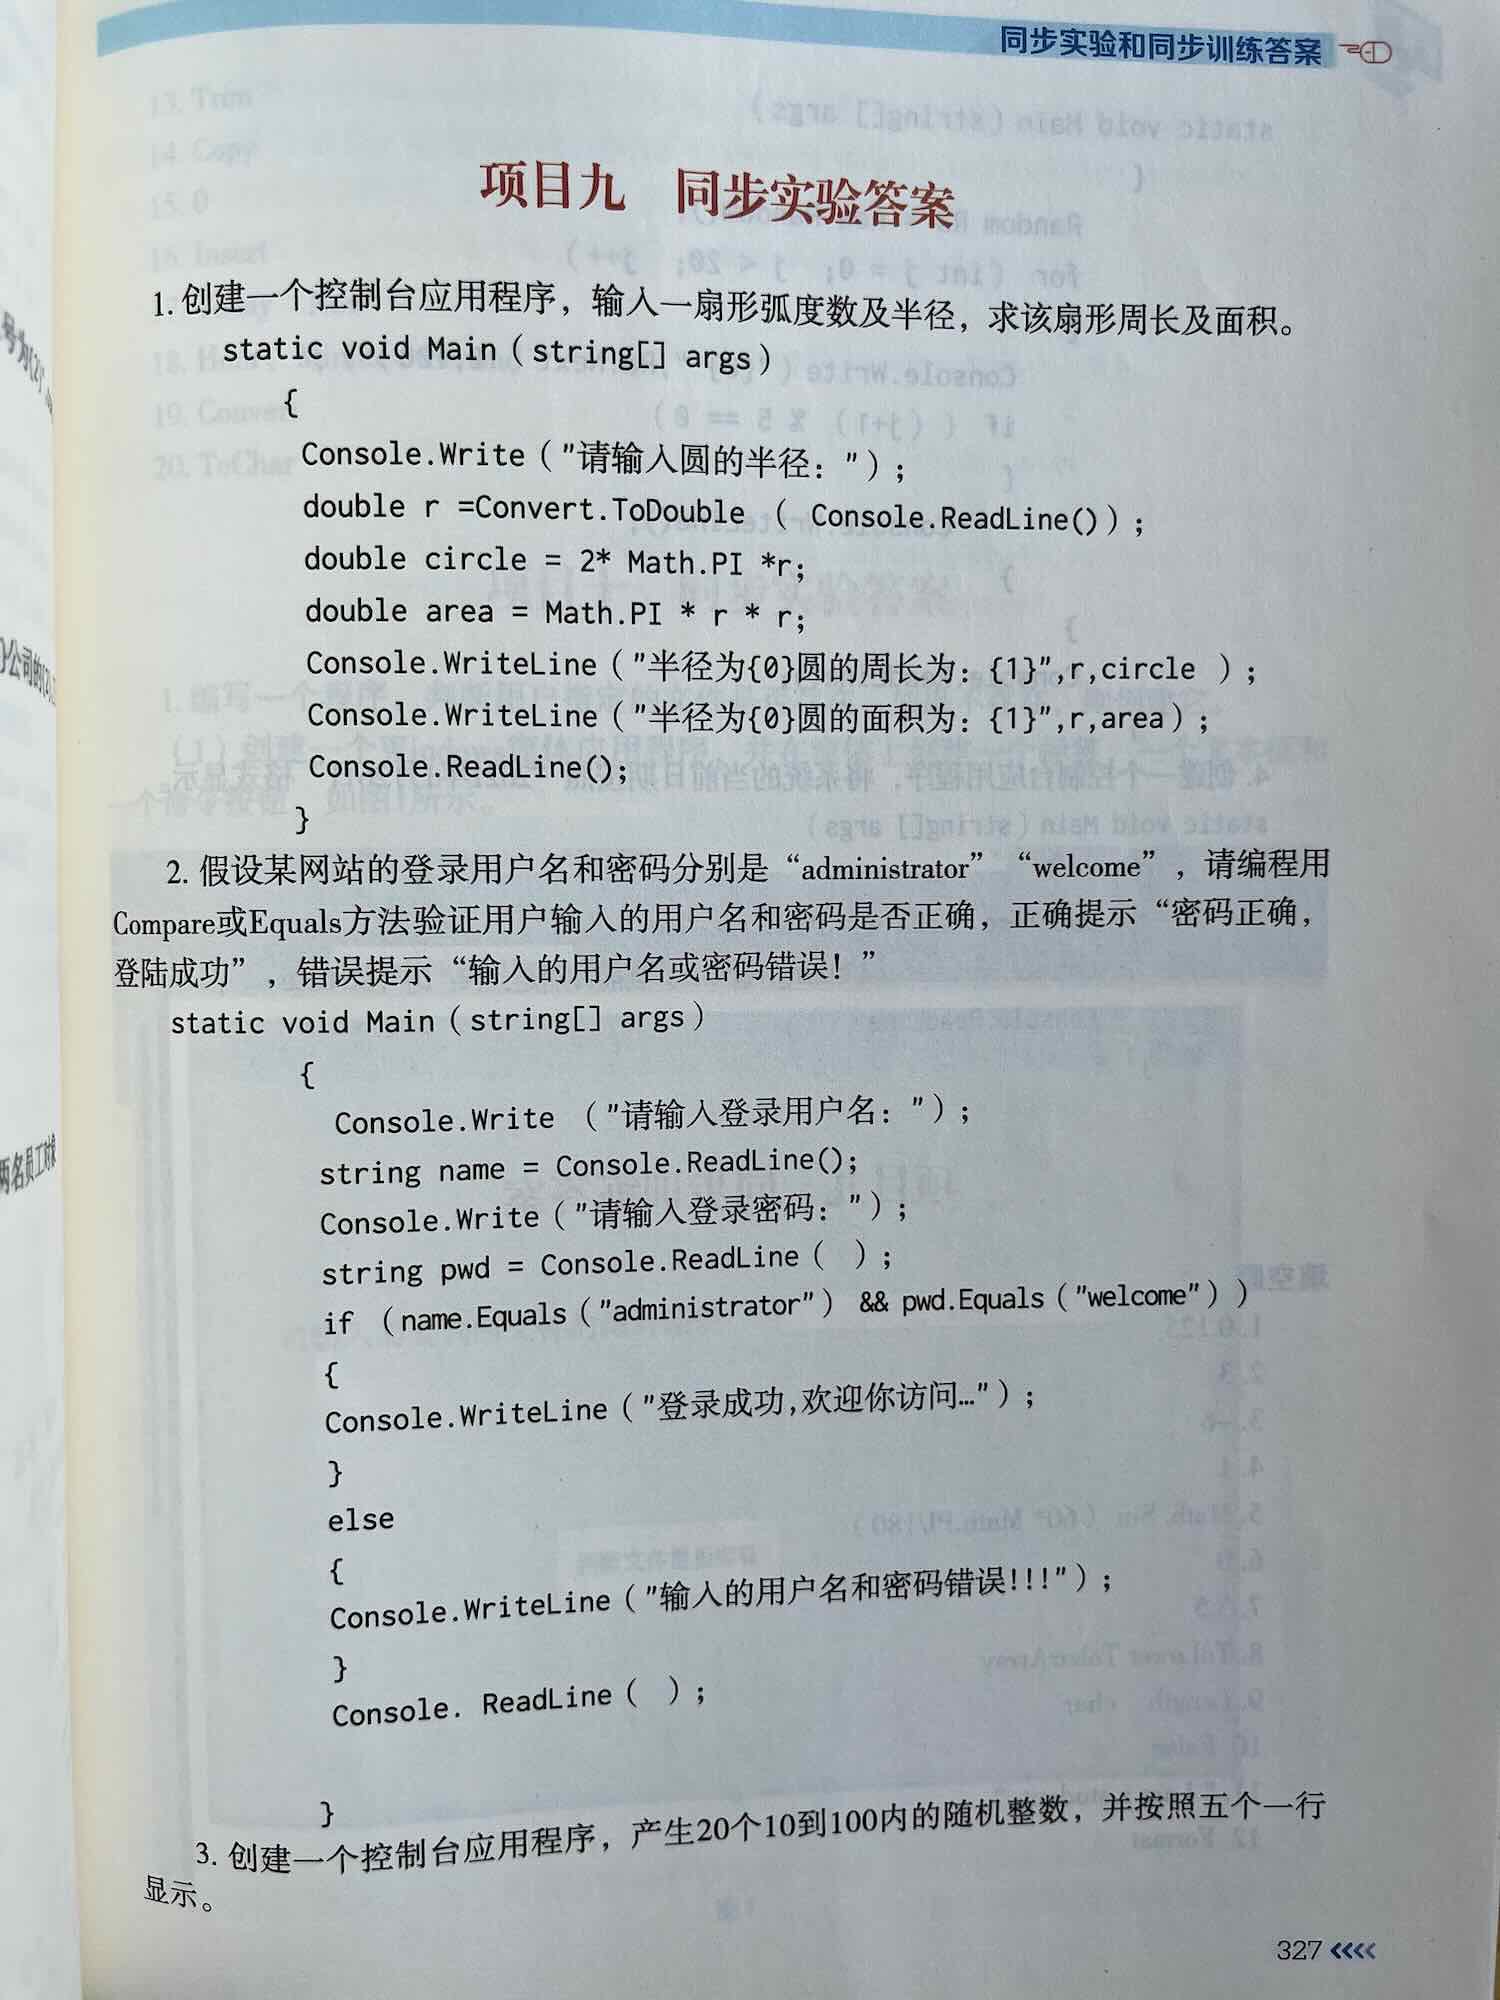 同步实验和同步训练答案
项目九 同步实验答案
1. 创建一个控制台应用程序，输入一扇形弧度数及半径，求该扇形周长及面积。
static void Main（string[] args）
{
Console.Write（"请输入圆的半径："）；
double r =Convert.ToDouble （ Console.ReadLine()）；
double circle = 2* Math.PI *r；
double area = Math.PI * r * r；
Console.WriteLine（"半径为{0}圆的周长为：{1}",r,circle ）；
Console.WriteLine（"半径为{0}圆的面积为：{1}",r,area）；
Console.ReadLine()；
}
2. 假设某网站的登录用户名和密码分别是“administrator”“welcome”，请编程用
Compare或Equals方法验证用户输入的用户名和密码是否正确，正确提示“密码正确，
登陆成功”，错误提示“输入的用户名或密码错误！”
static void Main（string[] args）
{
Console.Write （"请输入登录用户名："）；
string name = Console.ReadLine()；
Console.Write（"请输入登录密码："）；
string pwd = Console.ReadLine（ ）；
if （name.Equals（"administrator"） && pwd.Equals（"welcome"））
{
Console.WriteLine（"登录成功,欢迎你访问…"）；
}
else
{
Console.WriteLine（"输入的用户名和密码错误!!!"）；
}
Console. ReadLine（ ）；
}
3. 创建一个控制台应用程序，产生20个10到100内的随机整数，并按照五个一行
显示。
327